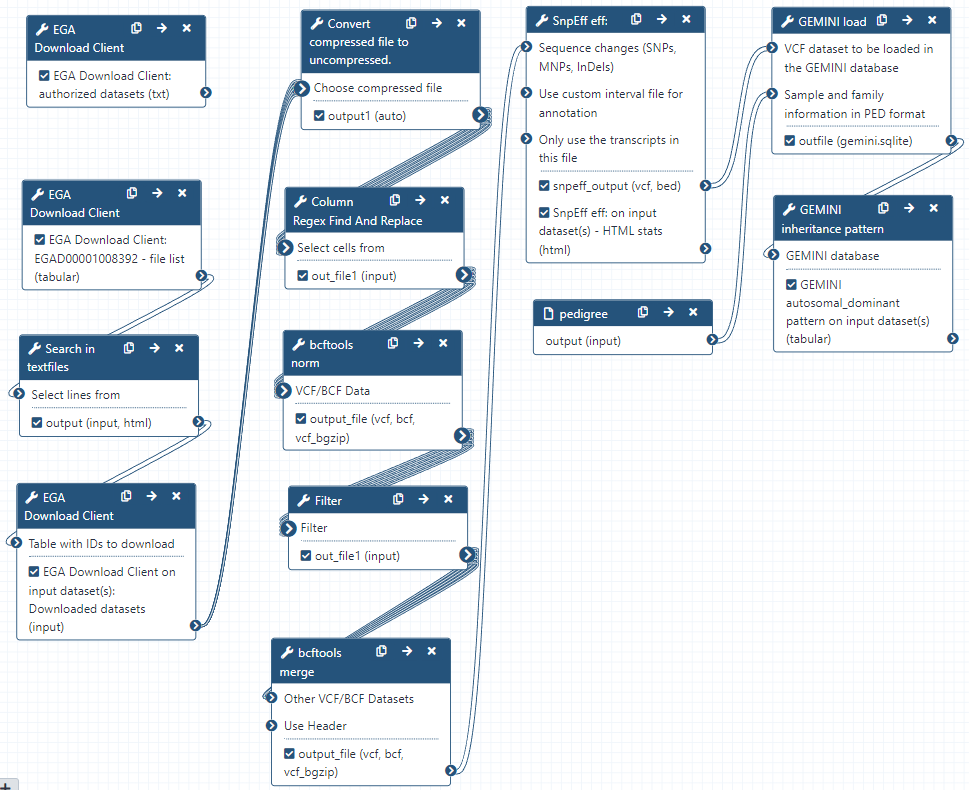 EGA
Download Client
EGA Download Client:
authorized datasets (txt)
EGA
Download Client
EGA Download Client:
EGAD00001008392 - file list
(tabular)
Search in
textfiles
Select lines from
output (input, html)
EGA
Download Client
Table with IDs to download
EGA Download Client on
input dataset(s):
Downloaded datasets
(input)
Convert
compressed file to
uncompressed.
Choose compressed file
output1 (auto)
Column
Regex Find And Replace
Select cells from
out_file1 (input)
bcftools
norm
VCF/BCF Data
output_file (vcf, bcf,
vcf_bgzip)
Filter
Filter
out_file1 (input)
bcftools
merge
Other VCF/BCF Datasets
Use Header
output_file (vcf, bcf,
vcf_bgzip)
SnpEff eff:
Sequence changes (SNPs,
MNPs, InDels)
Use custom interval file for
annotation
Only use the transcripts in
this file
snpeff_output (vcf, bed)
SnpEff eff: on input
dataset(s) - HTML stats
(html)
pedigree
output (input)
GEMINI load
VCF dataset to be loaded in
the GEMINI database
Sample and family
information in PED format
outfile (gemini.sqlite)
GEMINI
inheritance pattern
GEMINI database
GEMINI
autosomal_dominant
pattern on input dataset(s)
(tabular)